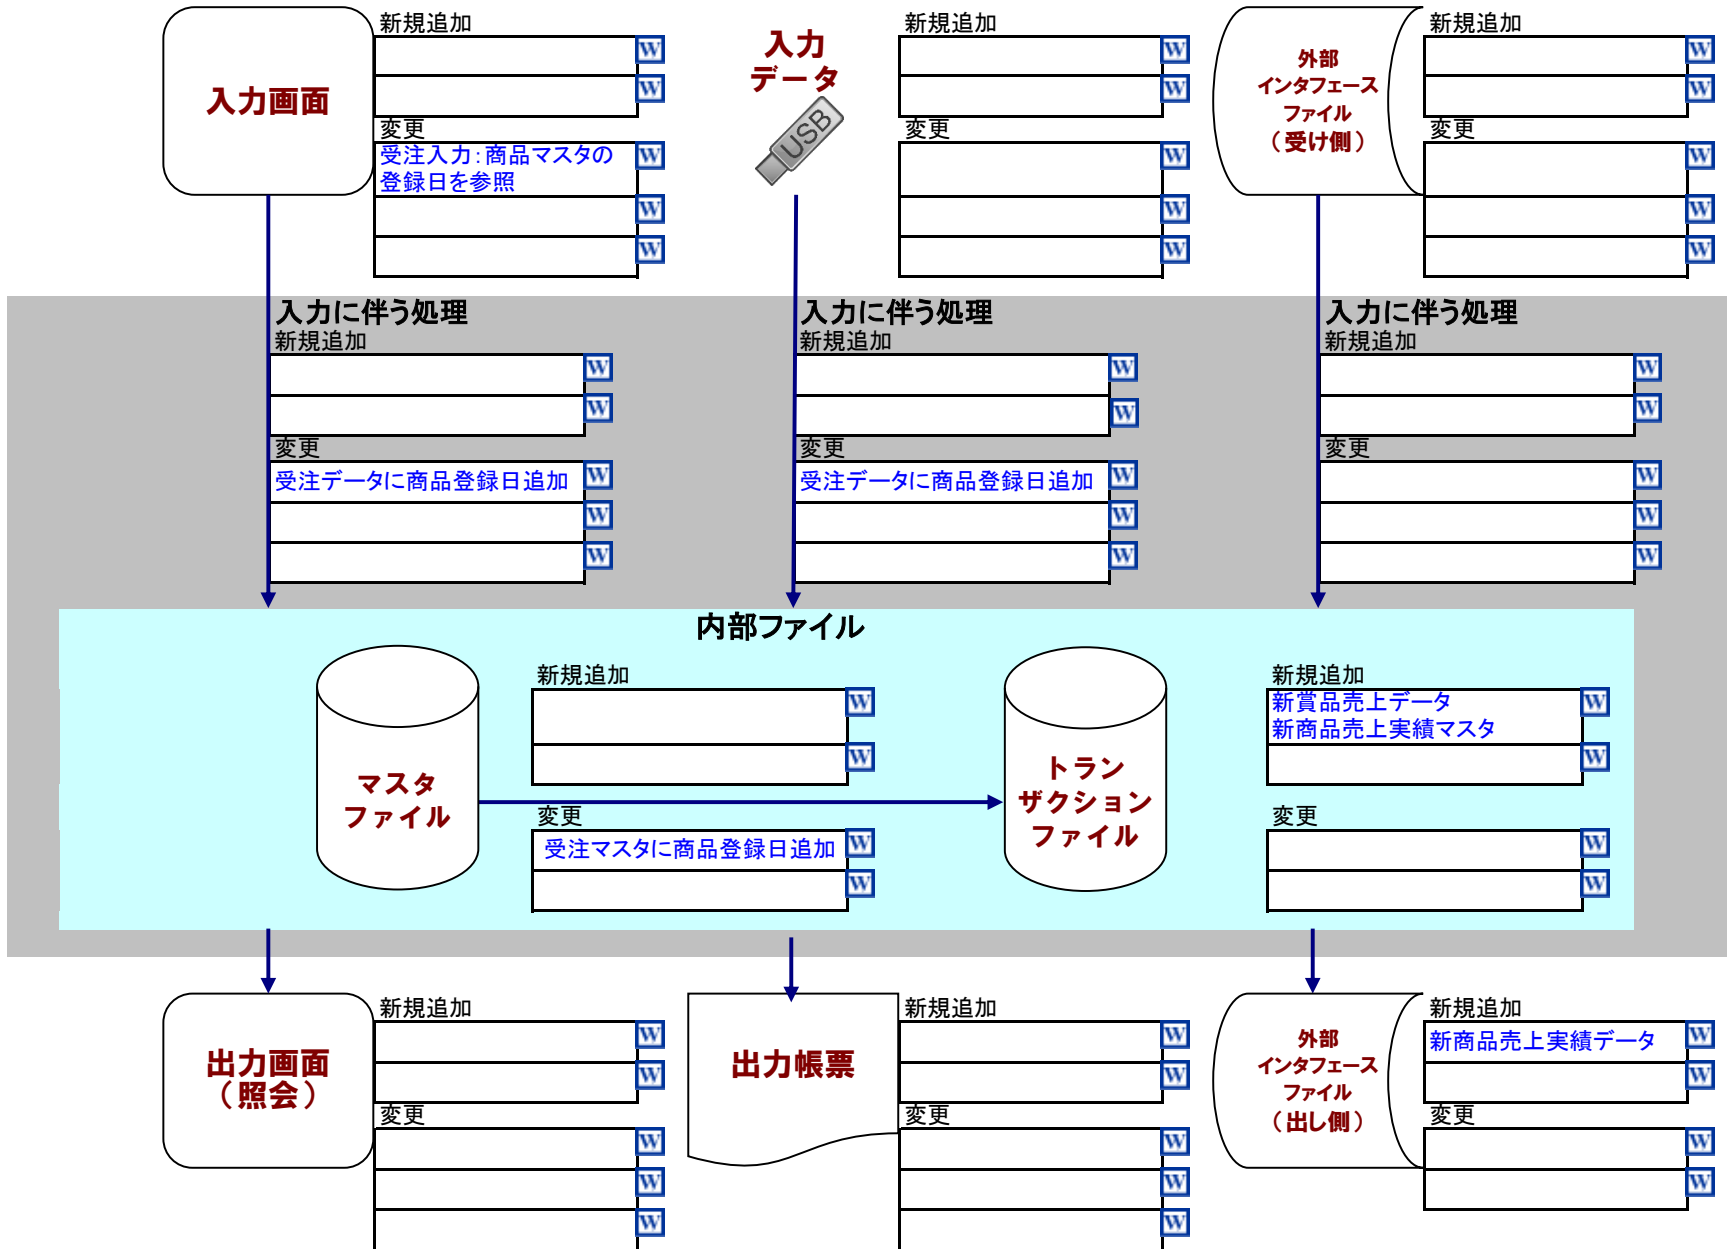 入力画面
新規追加
W
W
変更
受注入力：商品マスタの
登録日を参照
W
W
W
入力
データ
USB
新規追加
W
W
変更
W
W
W
外部
インタフェース
ファイル
（受け側）
新規追加
W
W
変更
W
W
W
入力に伴う処理
新規追加
W
W
変更
受注データに商品登録日追加
W
W
W
入力に伴う処理
新規追加
W
W
変更
受注データに商品登録日追加
W
W
W
入力に伴う処理
新規追加
W
W
変更
W
W
W
内部ファイル
マスタ
ファイル
新規追加
W
W
変更
受注マスタに商品登録日追加
W
W
トラン
ザクション
ファイル
新規追加
新賞品売上データ
新商品売上実績マスタ
W
W
変更
W
W
出力画面
（照会）
新規追加
W
W
変更
W
W
W
出力帳票
新規追加
W
W
変更
W
W
W
外部
インタフェース
ファイル
（出し側）
新規追加
新商品売上実績データ
W
W
変更
W
W